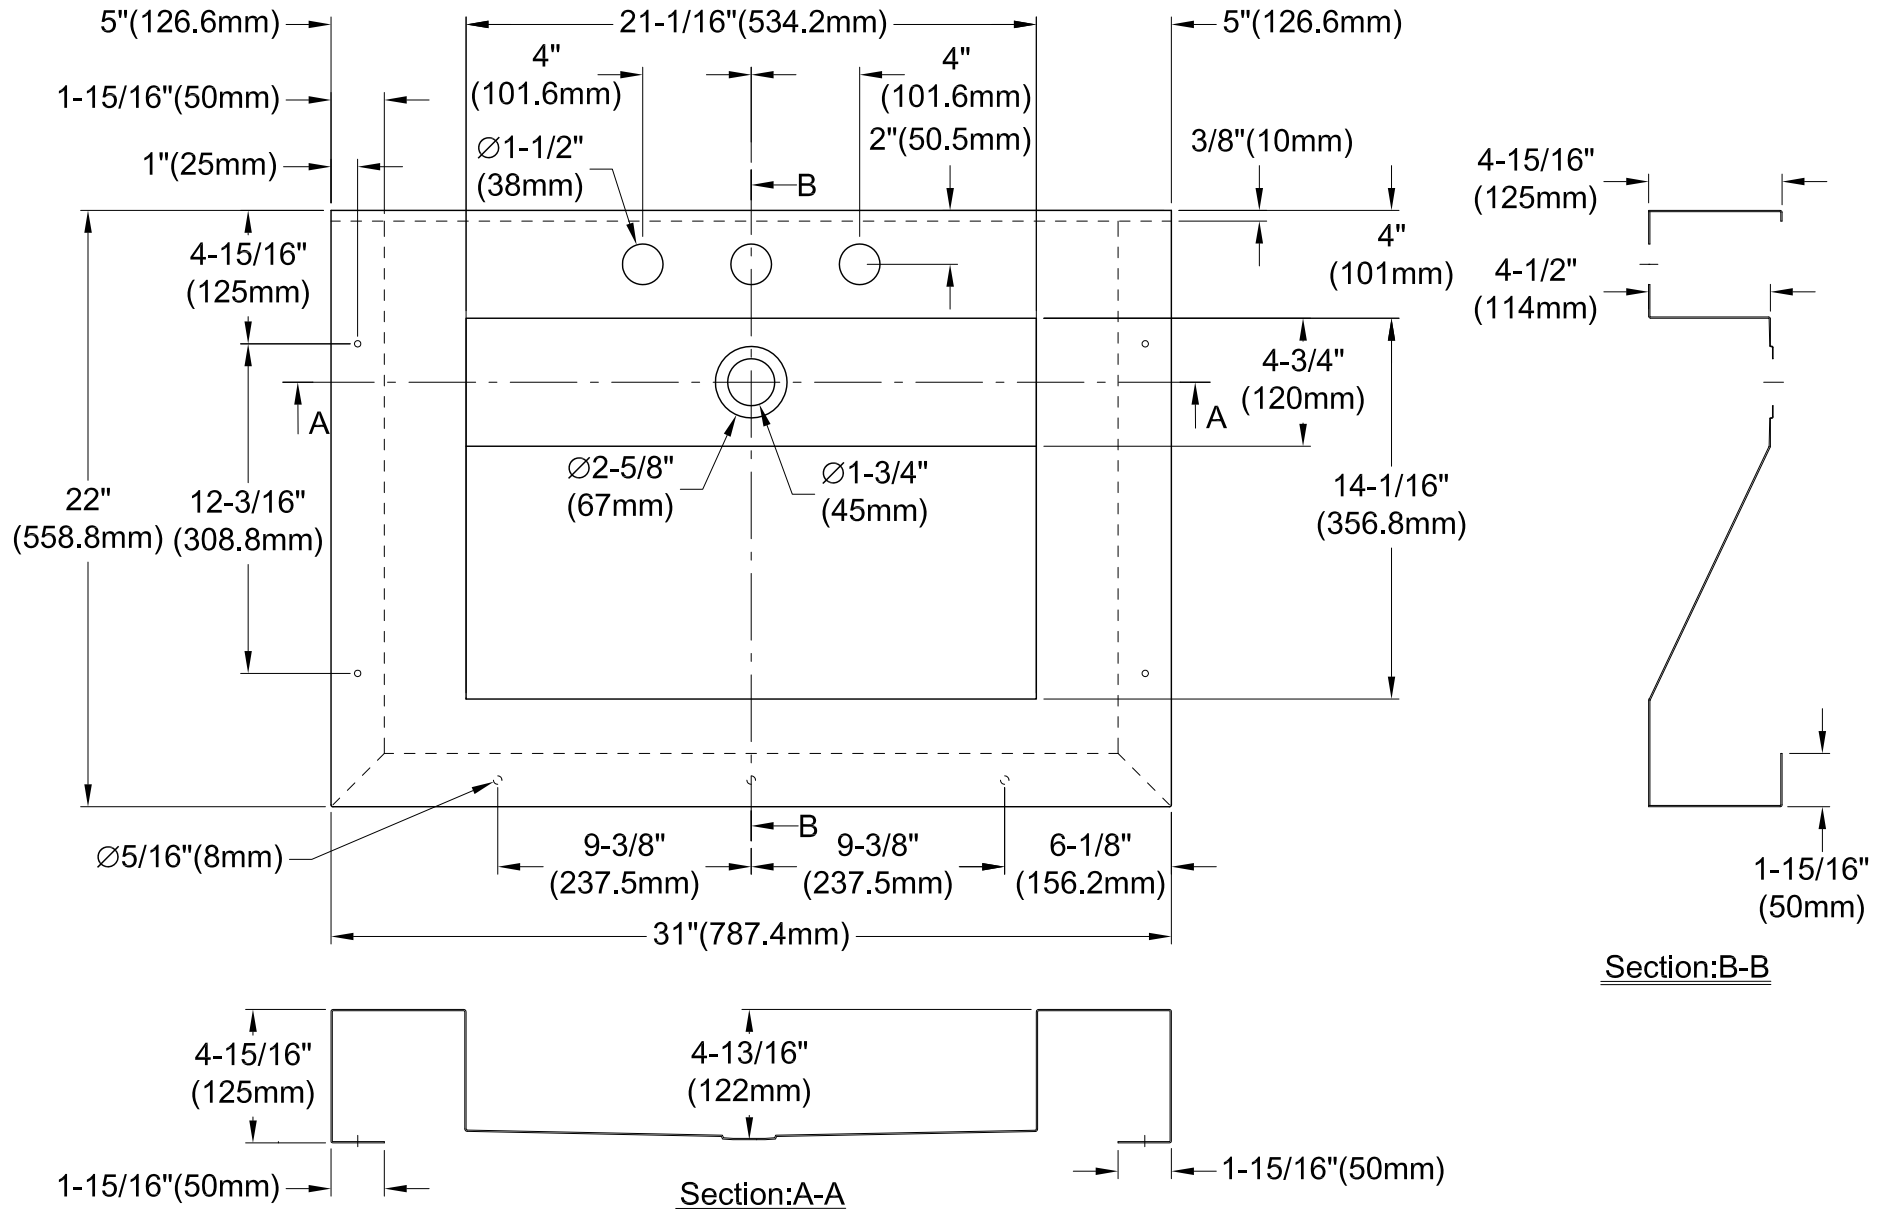 5"(126.6mm)
21-1/16"(534.2mm)
5"(126.6mm)
4"
(101.6mm)
4"
(101.6mm)
1-15/16"(50mm)
2"(50.5mm)
3/8"(10mm)
1"(25mm)
∅1-1/2"
(38mm)
B
4-15/16"
(125mm)
4-15/16"
(125mm)
4"
(101mm)
4-1/2"
(114mm)
4-3/4"
(120mm)
A
A
∅2-5/8"
(67mm)
∅1-3/4"
(45mm)
22"
(558.8mm)
12-3/16"
(308.8mm)
14-1/16"
(356.8mm)
B
∅5/16"(8mm)
9-3/8"
(237.5mm)
9-3/8"
(237.5mm)
6-1/8"
(156.2mm)
1-15/16"
(50mm)
31"(787.4mm)
Section:B-B
4-15/16"
(125mm)
4-13/16"
(122mm)
1-15/16"(50mm)
1-15/16"(50mm)
Section:A-A